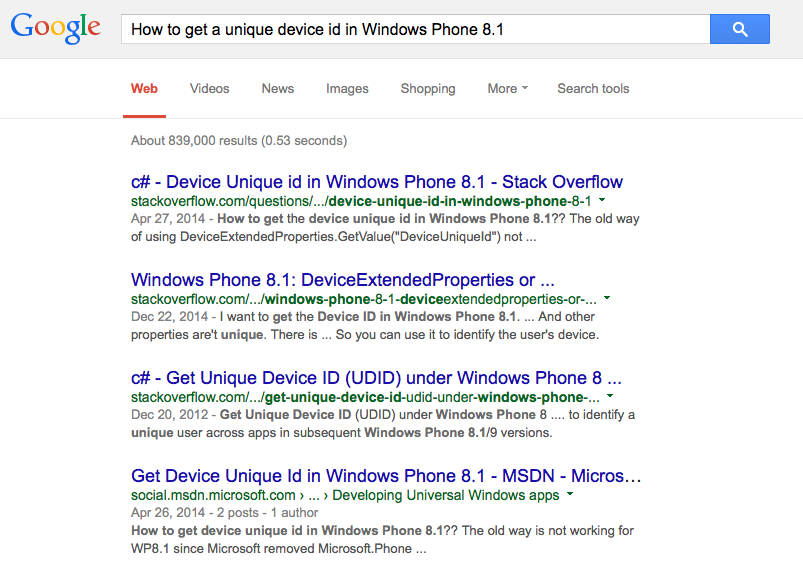 Google
How to get a unique device id in Windows Phone 8.1
Web Videos News Images Shopping More Search tools
About 839,000 results (0.53 seconds)
c# - Device Unique id in Windows Phone 8.1 - Stack Overflow
stackoverflow.com/questions/.../device-unique-id-in-windows-phone-8-1
Apr 27, 2014 - How to get the device unique id in Windows Phone 8.1?? The old way
of using DeviceExtendedProperties.GetValue("DeviceUniqueId") not ...
Windows Phone 8.1: DeviceExtendedProperties or ...
stackoverflow.com/.../windows-phone-8-1-deviceextendedproperties-or-...
Dec 22, 2014 - I want to get the Device ID in Windows Phone 8.1. ... And other
properties are't unique. There is ... So you can use it to identify the user's device.
c# - Get Unique Device ID (UDID) under Windows Phone 8 ...
stackoverflow.com/.../get-unique-device-id-udid-under-windows-phone-...
Dec 20, 2012 - Get Unique Device ID (UDID) under Windows Phone 8 .... to identify a
unique user across apps in subsequent Windows Phone 8.1/9 versions.
Get Device Unique Id in Windows Phone 8.1 - MSDN - Micros...
social.msdn.microsoft.com › ... › Developing Universal Windows apps
Apr 26, 2014 - 2 posts - 1 author
How to get device unique id in Windows Phone 8.1?? The old way is not working for
WP8.1 since Microsoft removed Microsoft.Phone ...